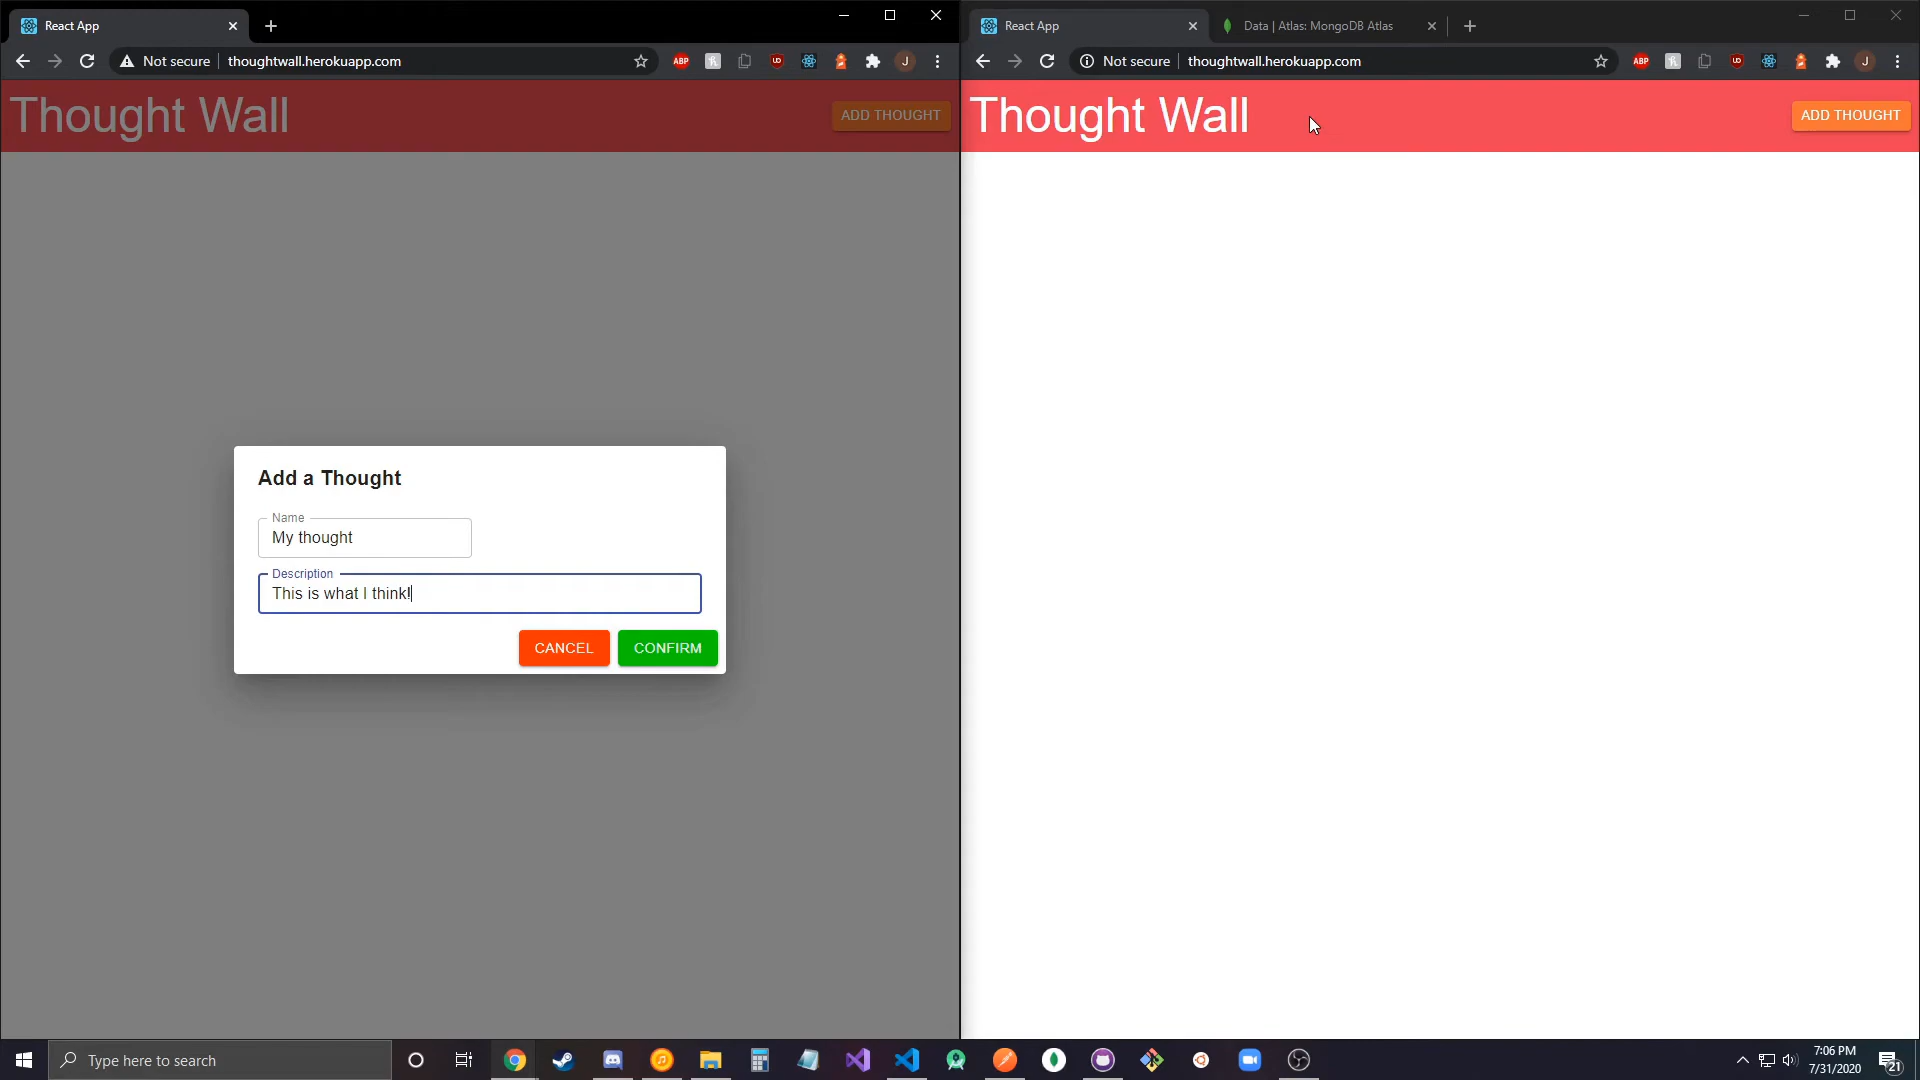 React App
Not secure
thoughtwall.herokuapp.com
ABP
J
Thought Wall
ADD THOUGHT
Add a Thought
Name
My thought
Description
This is what I think!
CANCEL
CONFIRM
React App
Data | Atlas: MongoDB Atlas
Not secure
thoughtwall.herokuapp.com
ABP
J
Thought Wall
ADD THOUGHT
Type here to search
7:06 PM
7/31/2020
21